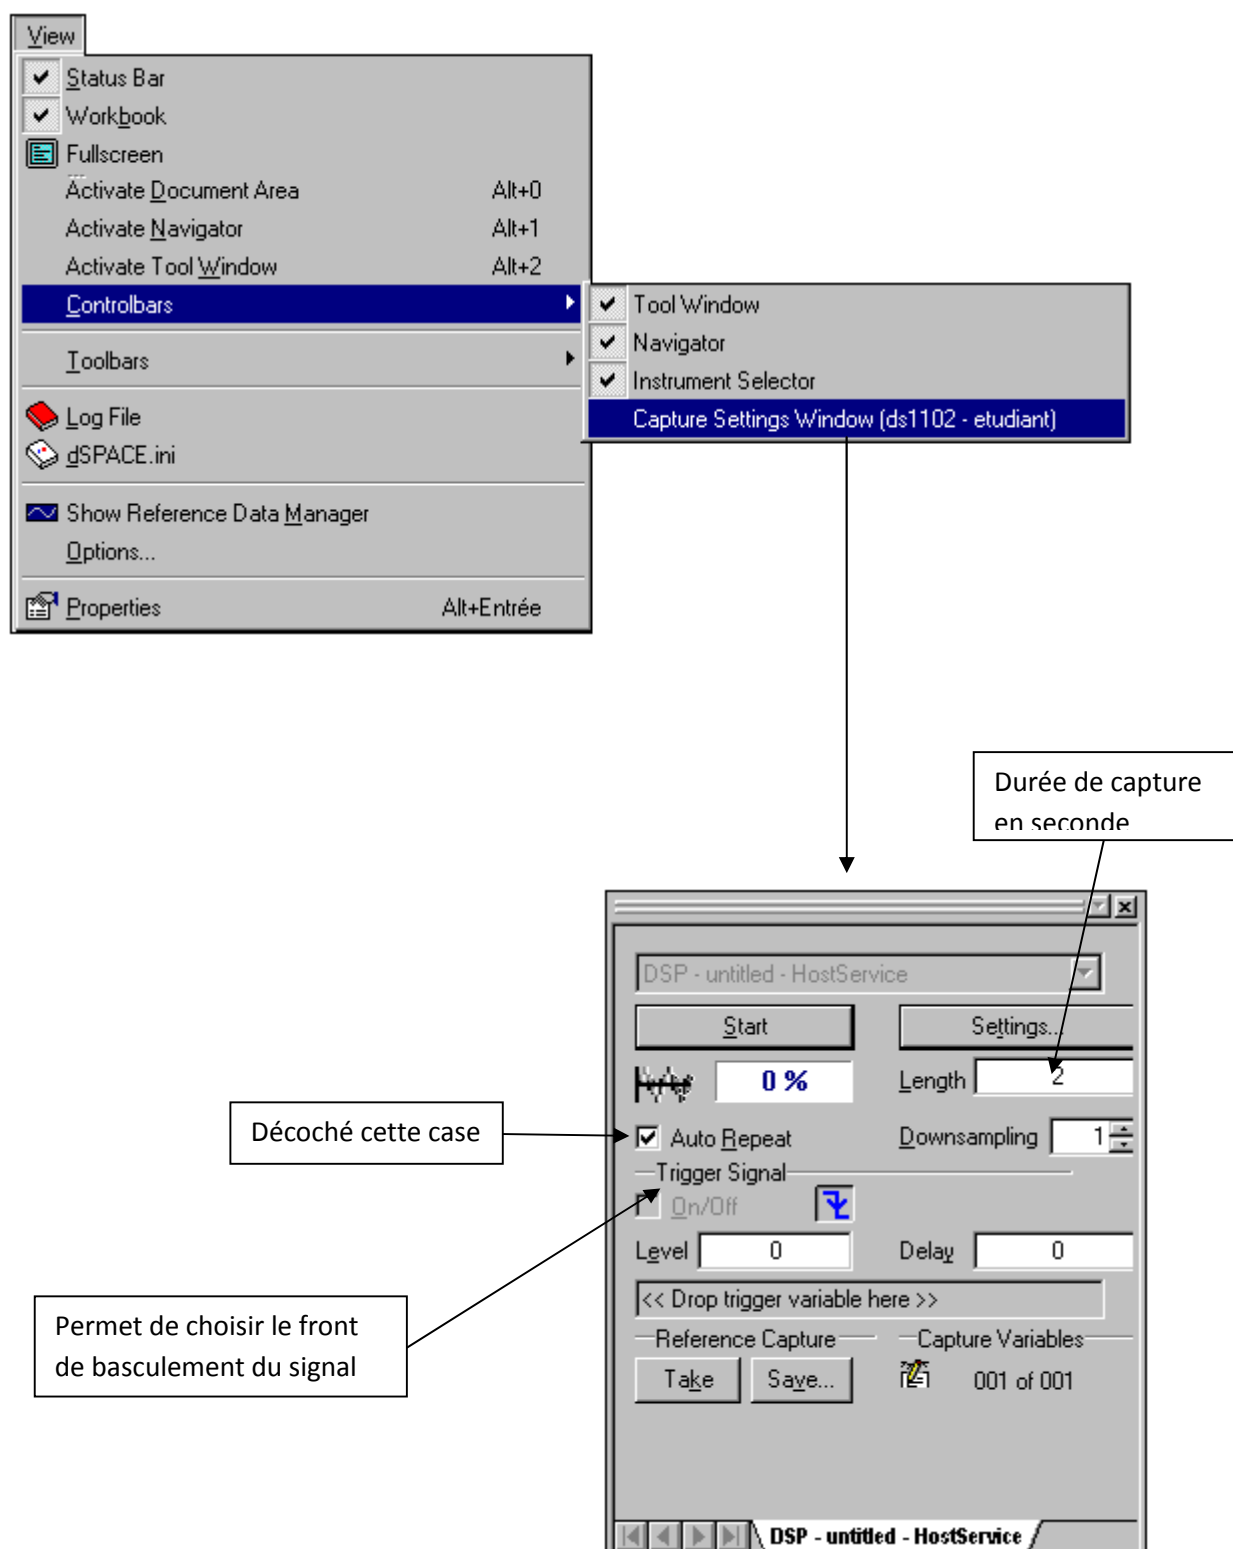 View
Status Bar
Workbook
Fullscreen
Activate Document Area Alt+0
Activate Navigator Alt+1
Activate Tool Window Alt+2
Controlbars
Toolbars
Log File
dSPACE.ini
Show Reference Data Manager
Options...
Properties Alt+Entrée
Tool Window
Navigator
Instrument Selector
Capture Settings Window (ds1102 - etudiant)
Durée de capture
en seconde
DSP - untitled - HostService
Start Settings...
0 % Length 2
Décoché cette case
Auto Repeat Downsampling 1
Trigger Signal
On/Off
Level 0 Delay 0
<< Drop trigger variable here >>
Permet de choisir le front
de basculement du signal
Reference Capture Capture Variables
Take Save... 001 of 001
DSP - untitled - HostService